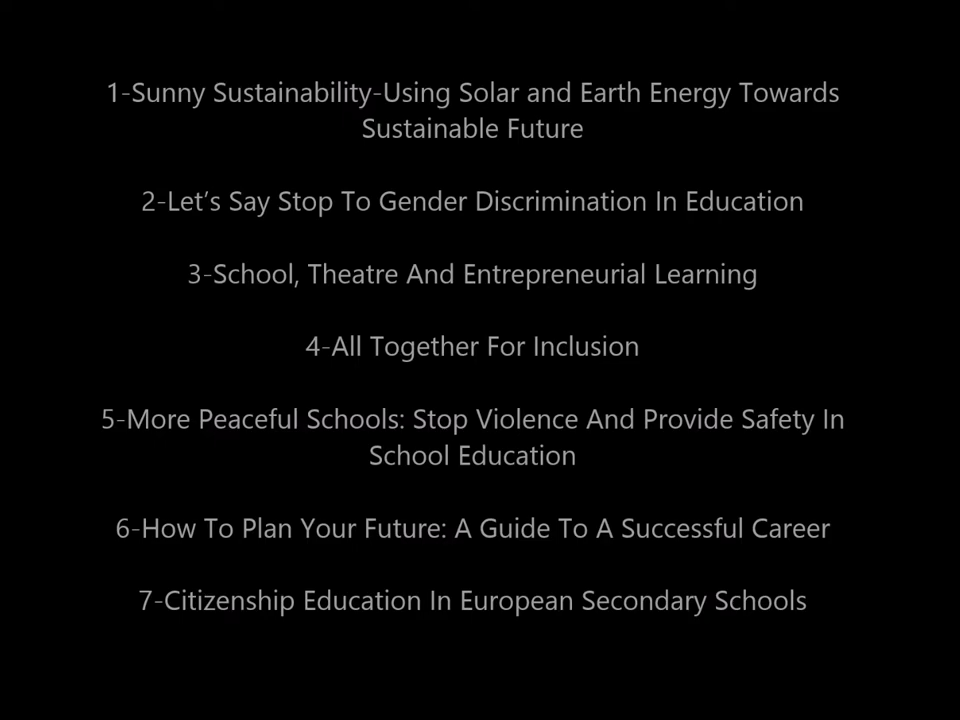 1-Sunny Sustainability-Using Solar and Earth Energy Towards
Sustainable Future
2-Let’s Say Stop To Gender Discrimination In Education
3-School, Theatre And Entrepreneurial Learning
4-All Together For Inclusion
5-More Peaceful Schools: Stop Violence And Provide Safety In
School Education
6-How To Plan Your Future: A Guide To A Successful Career
7-Citizenship Education In European Secondary Schools